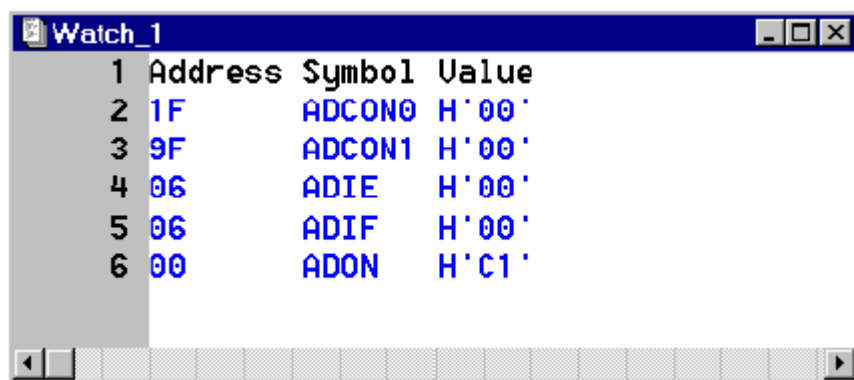 Watch_1
1 Address Symbol Value
2 1F ADCON0 H'00'
3 9F ADCON1 H'00'
4 06 ADIE H'00'
5 06 ADIF H'00'
6 00 ADON H'C1'